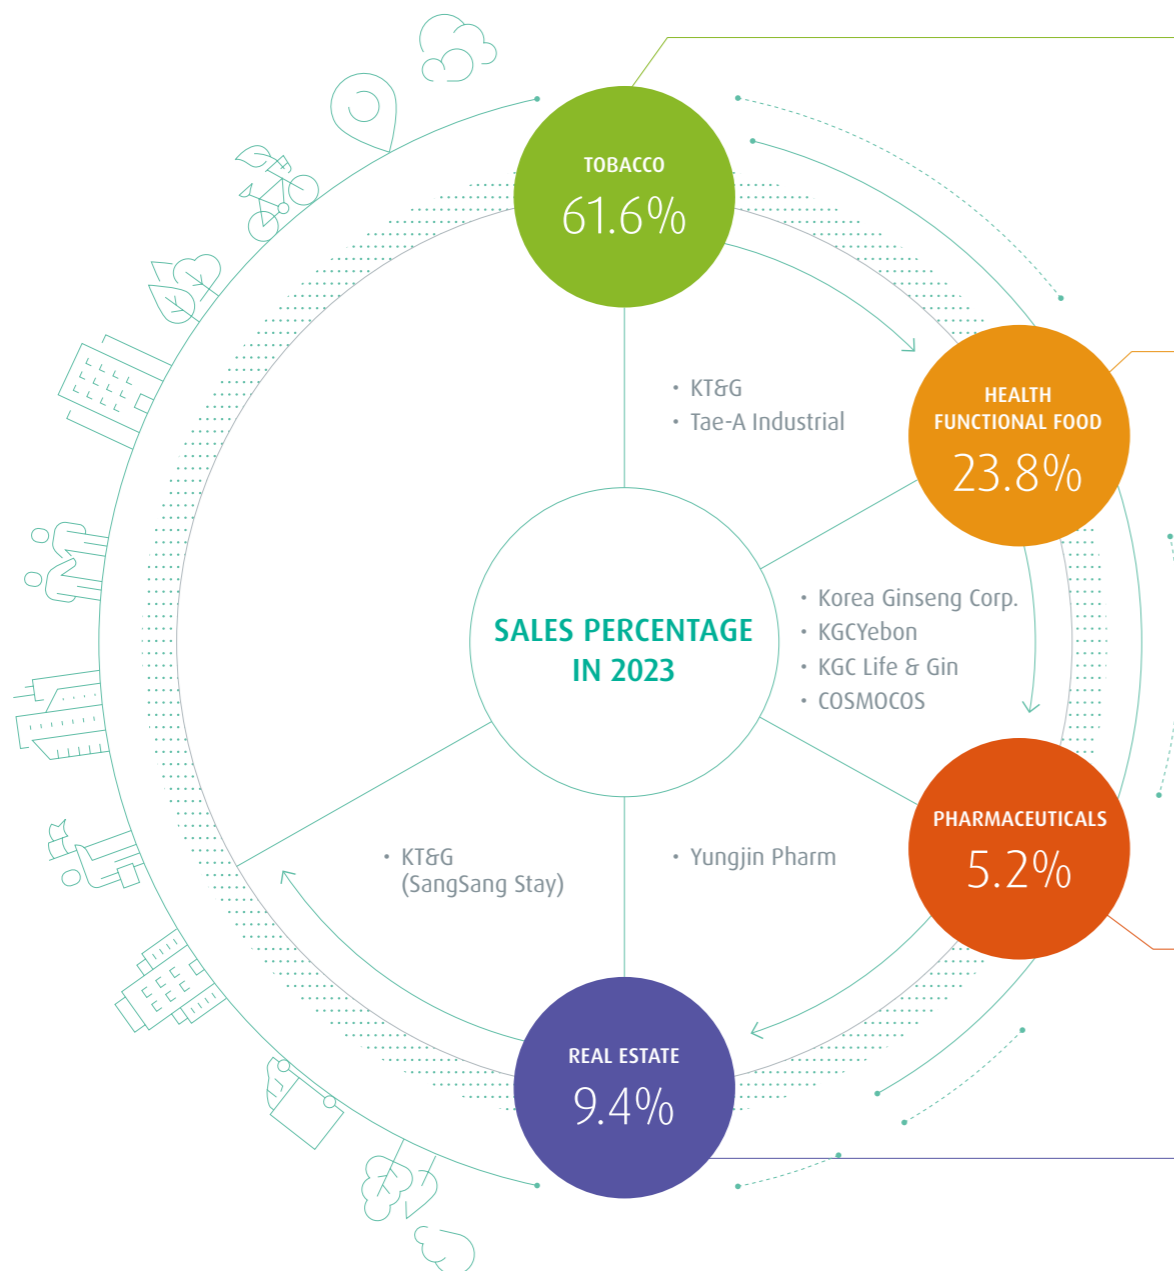 TOBACCO
61.6%
• KT&G
• Tae-A Industrial
HEALTH
FUNCTIONAL FOOD
23.8%
SALES PERCENTAGE
IN 2023
• Korea Ginseng Corp.
• KGCYebon
• KGC Life & Gin
• COSMOCOS
PHARMACEUTICALS
5.2%
• KT&G
(SangSang Stay)
• Yungjin Pharm
REAL ESTATE
9.4%